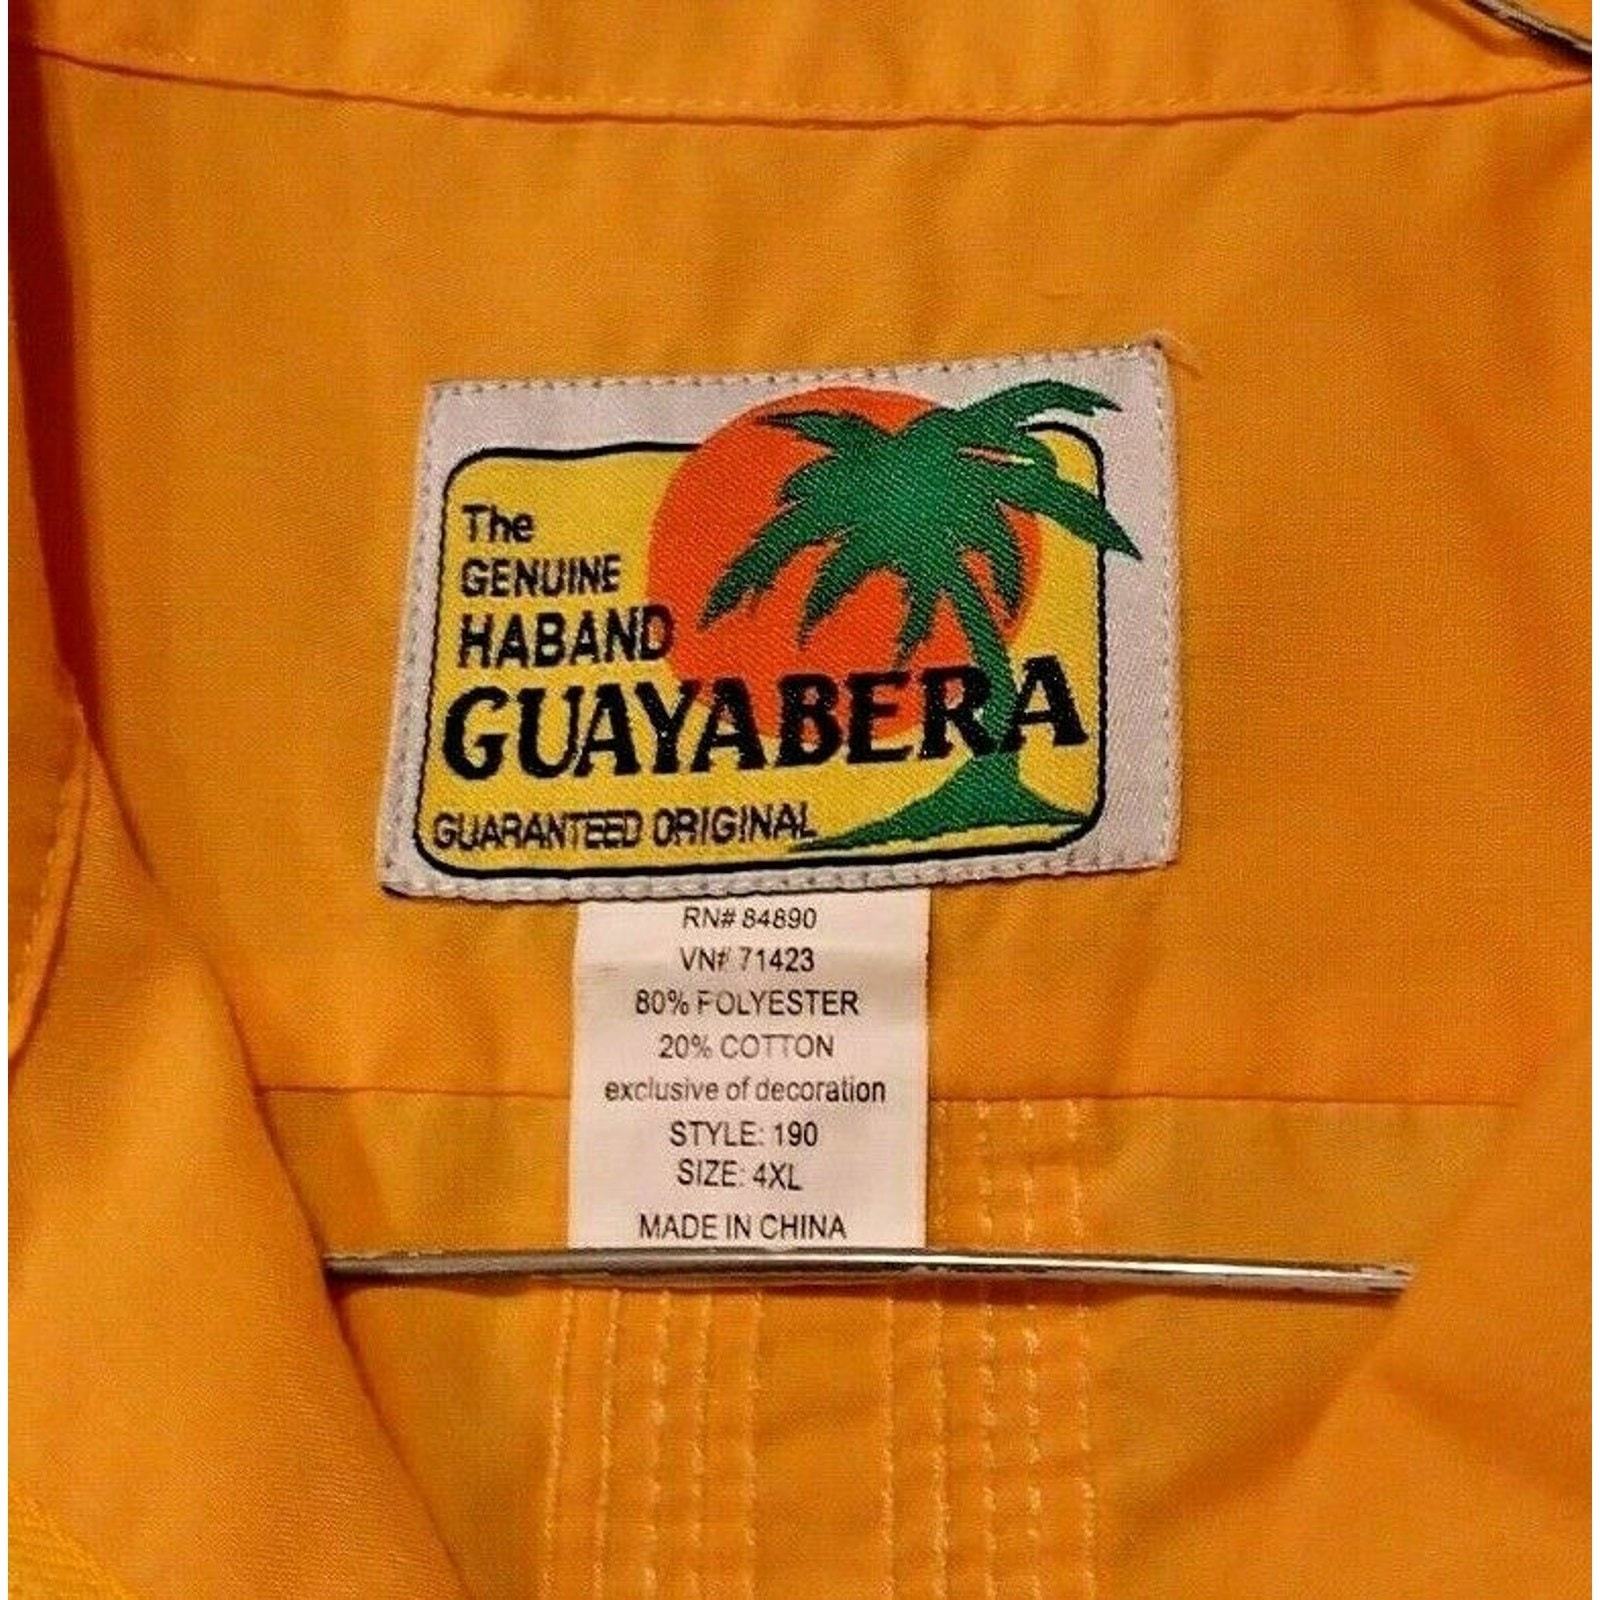 The
GENUINE
HABAND
GUAYABERA
GUARANTEED ORIGINAL
RN# 84890
VN# 71423
80% POLYESTER
20% COTTON
exclusive of decoration
STYLE: 190
SIZE: 4XL
MADE IN CHINA